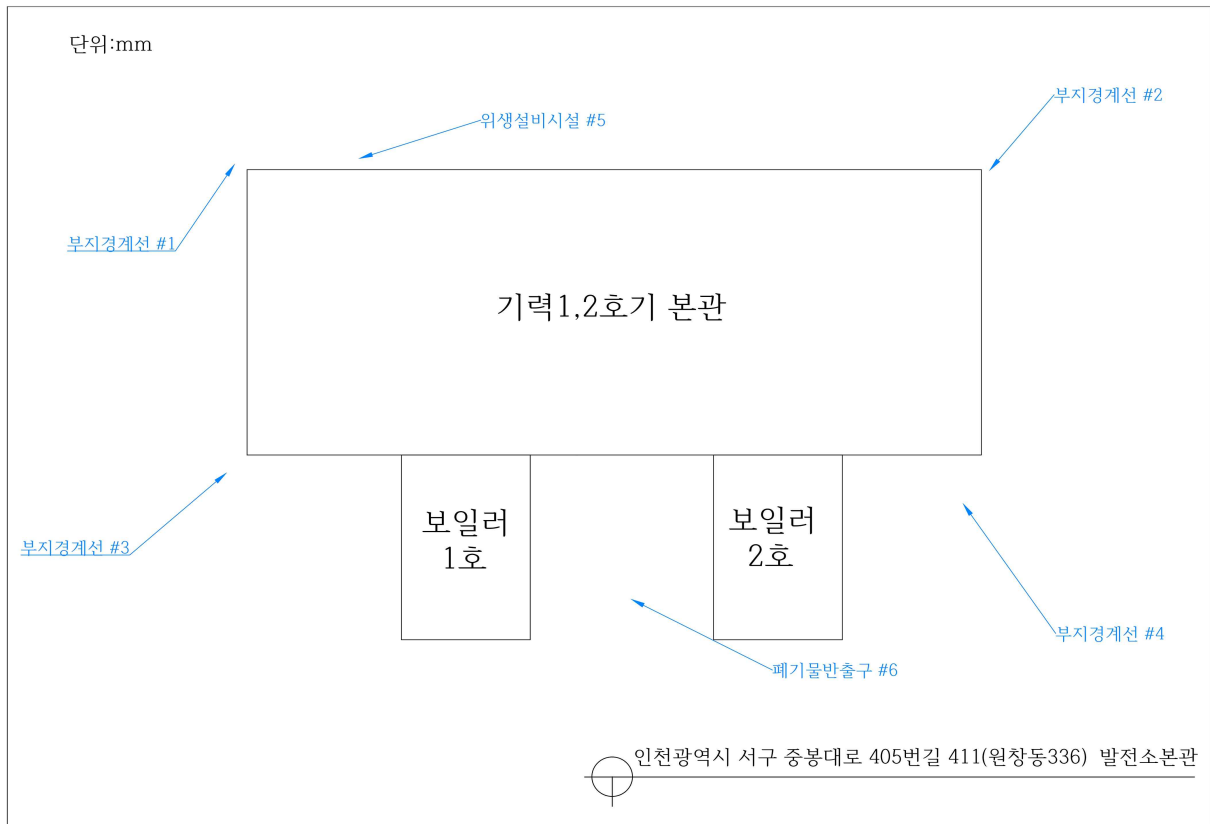 단위:mm
부지경계선 #2
위생설비시설 #5
부지경계선 #1
기력1,2호기 본관
보일러
1호
보일러
2호
부지경계선 #3
부지경계선 #4
폐기물반출구 #6
인천광역시 서구 중봉대로 405번길 411(원창동336) 발전소본관